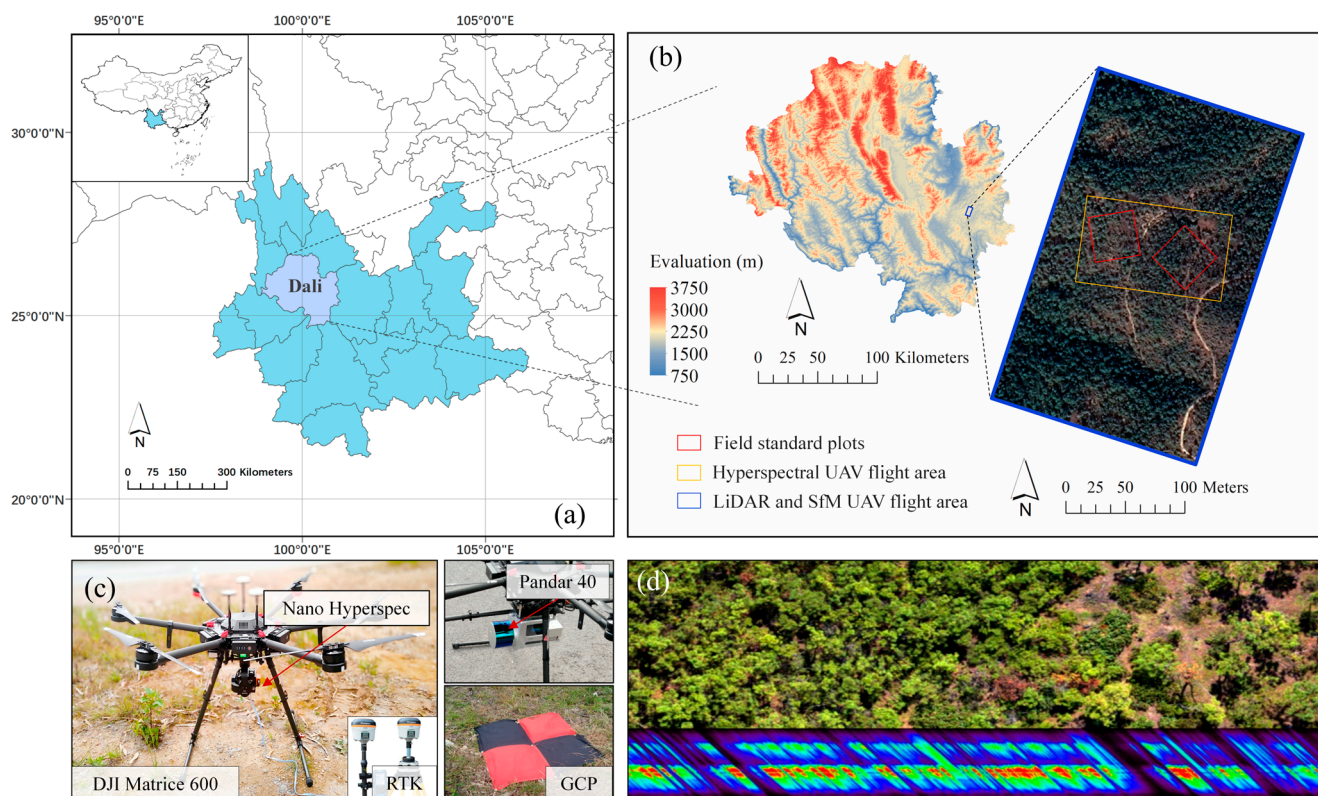 95°0'0"E 100°0'0"E 105°0'0"E
30°0'0"N
25°0'0"N
20°0'0"N
Dali
N
0 75 150 300 Kilometers
(a)
95°0'0"E 100°0'0"E 105°0'0"E
(b)
Evaluation (m)
3750
3000
2250
1500
750
N
0 25 50 100 Kilometers
Field standard plots
Hyperspectral UAV flight area
LiDAR and SfM UAV flight area
N
0 25 50 100 Meters
(c)
Nano Hyperspec
DJI Matrice 600
RTK
Pandar 40
GCP
(d)